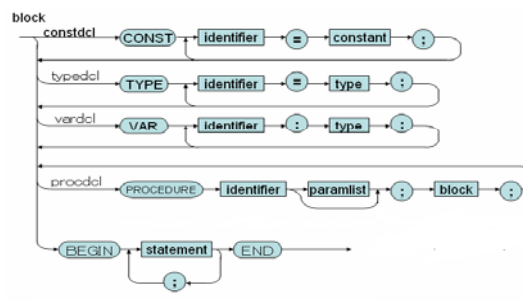 block
constdcl CONST identifier = constant ;
typedcl TYPE identifier = type ;
vardcl VAR identifier : type :
procdcl PROCEDURE identifier paramlist ; block ;
BEGIN statement END
;